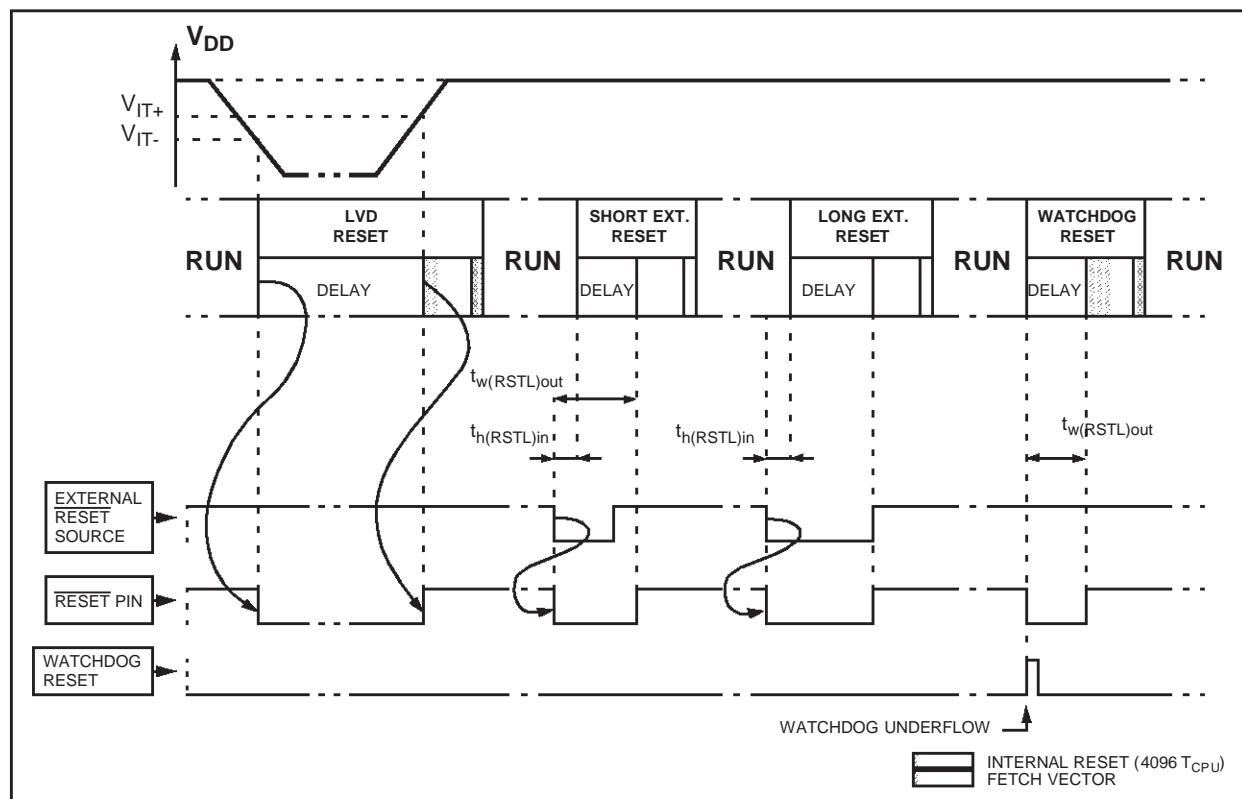 VDD
VIT+
VIT-
LVD
RESET
SHORT EXT.
RESET
LONG EXT.
RESET
WATCHDOG
RESET
RUN
RUN
RUN
RUN
RUN
DELAY
DELAY
DELAY
DELAY
tw(RSTL)out
th(RSTL)in
th(RSTL)in
tw(RSTL)out
EXTERNAL
RESET
SOURCE
RESET PIN
WATCHDOG
RESET
WATCHDOG UNDERFLOW
INTERNAL RESET (4096 TCPU)
FETCH VECTOR